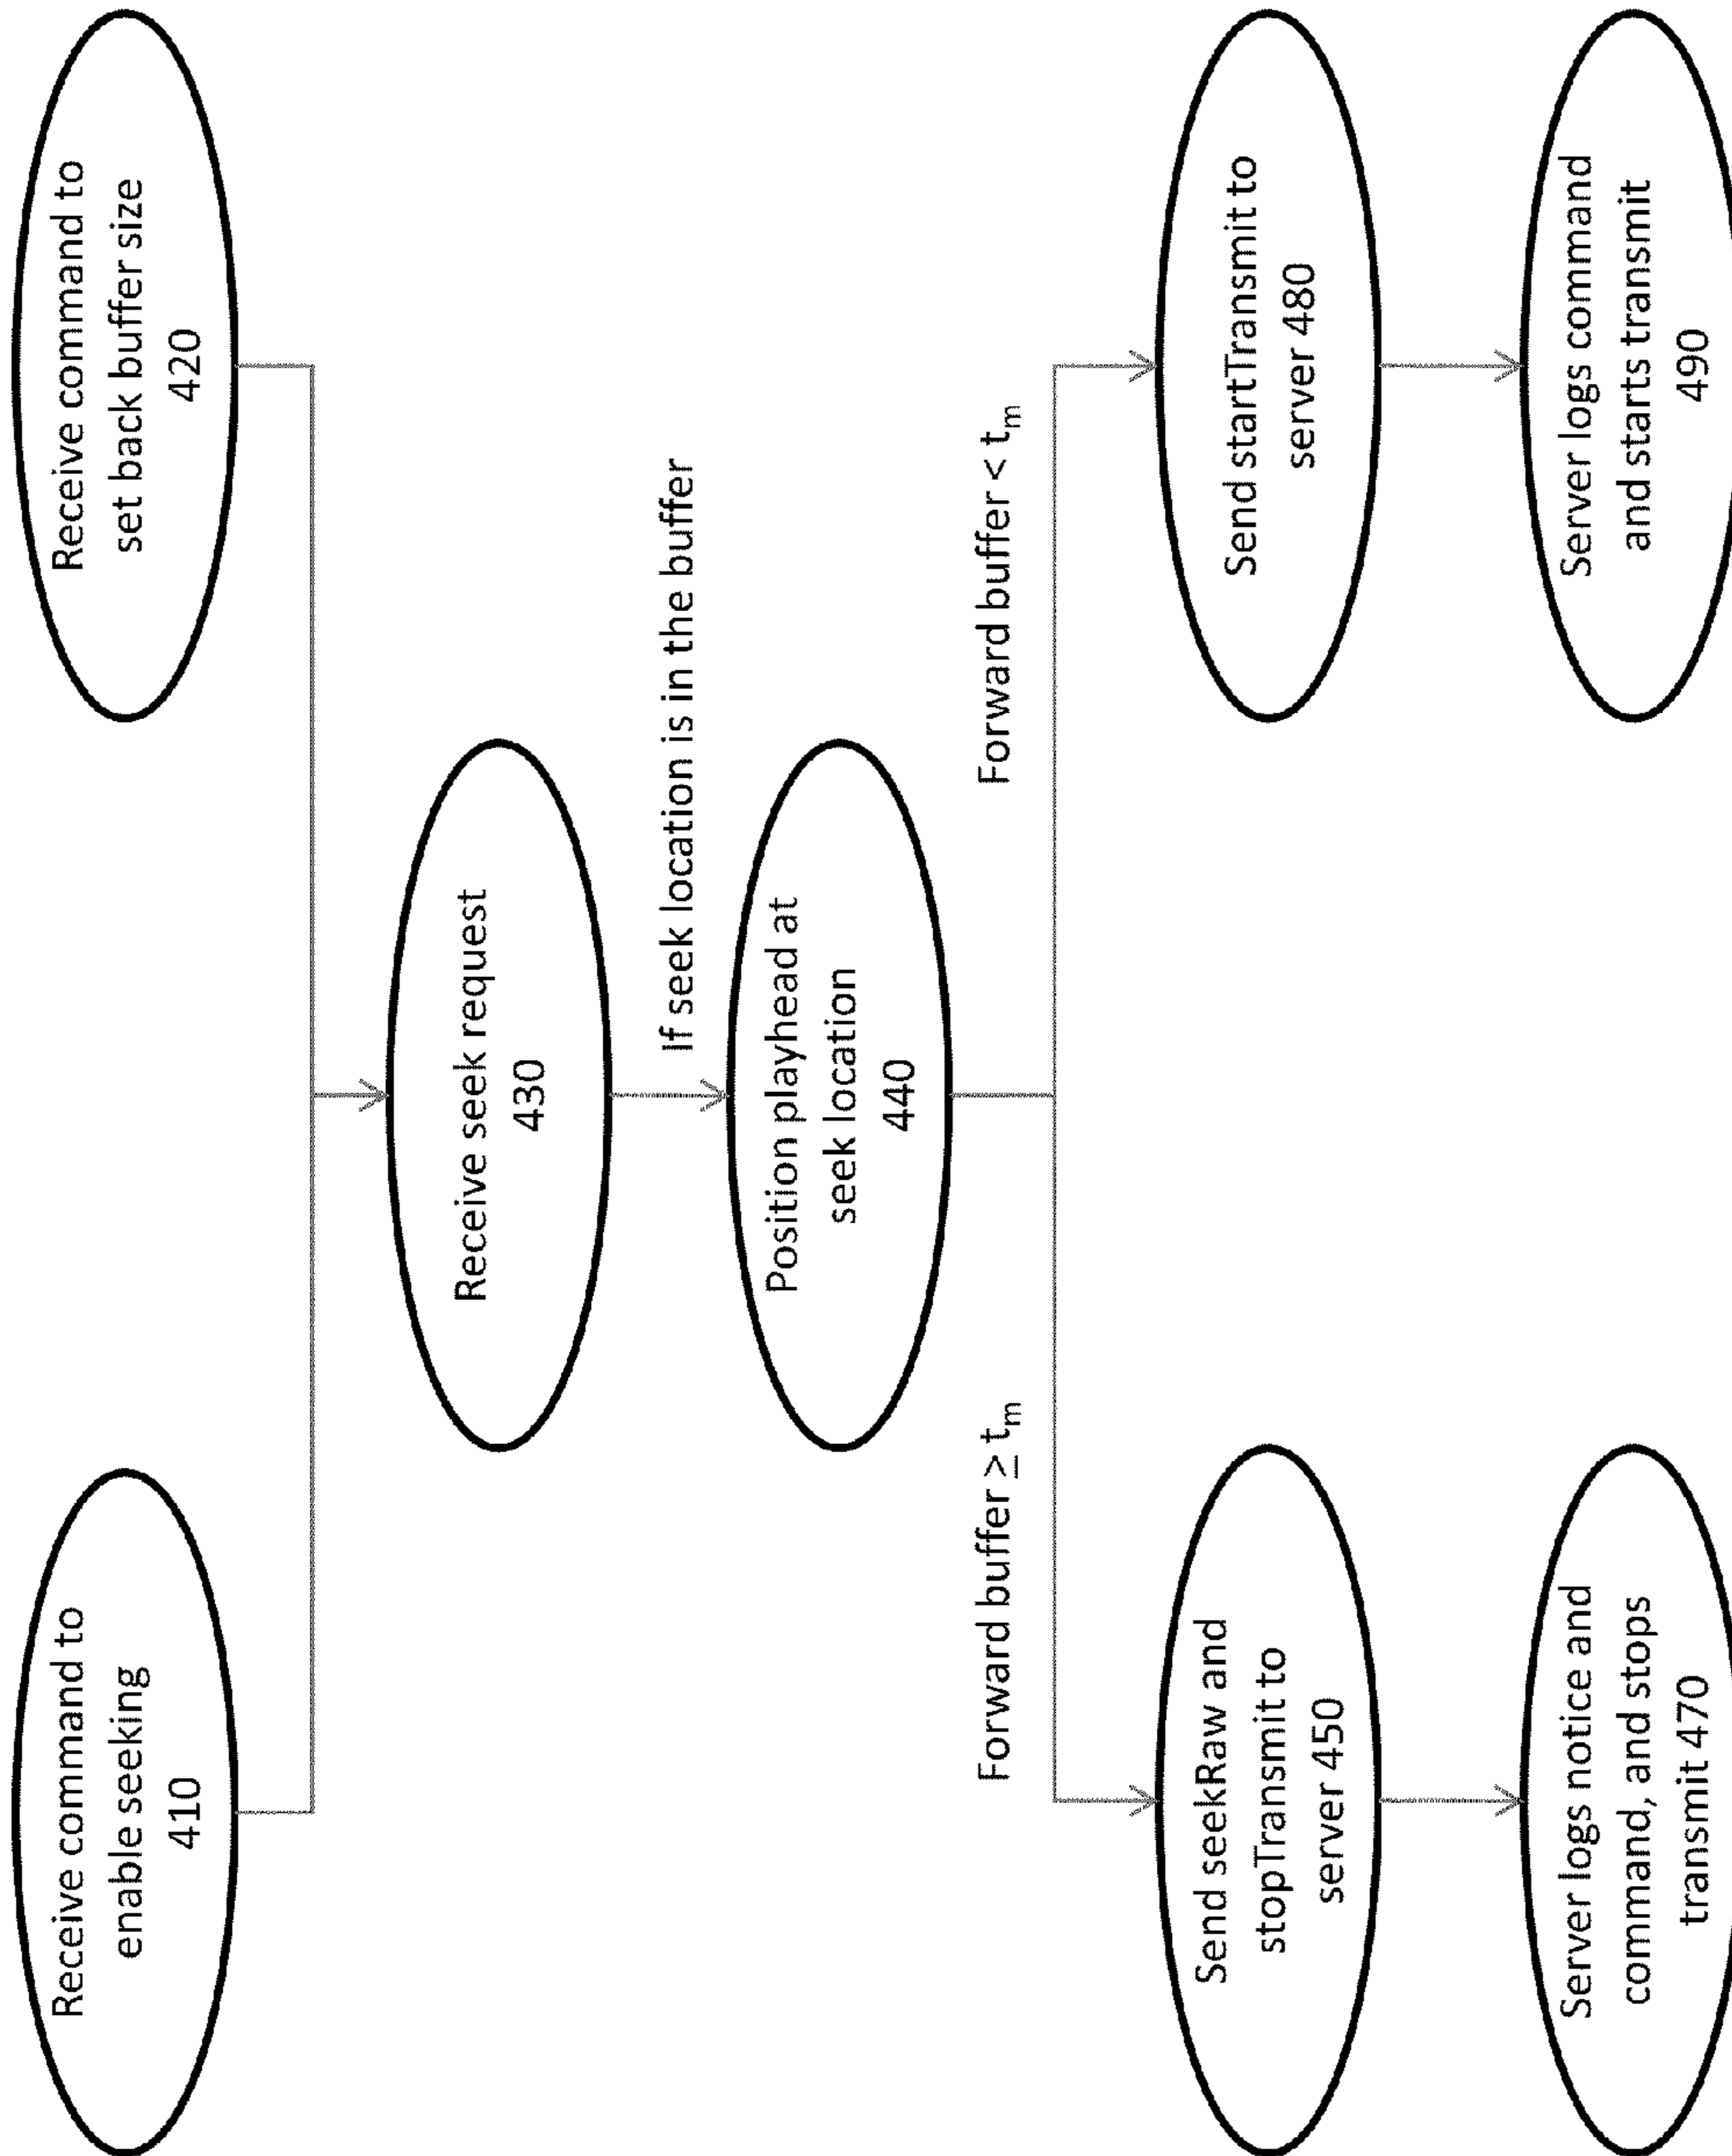 Receive command to
enable seeking
410
Receive command to
set back buffer size
420
Receive seek request
430
If seek location is in the buffer
Position playhead at
seek location
440
Forward buffer ≥ tm
Forward buffer < tm
Send seekRaw and
stopTransmit to
server 450
Send startTransmit to
server 480
Server logs notice and
command, and stops
transmit 470
Server logs command
and starts transmit
490